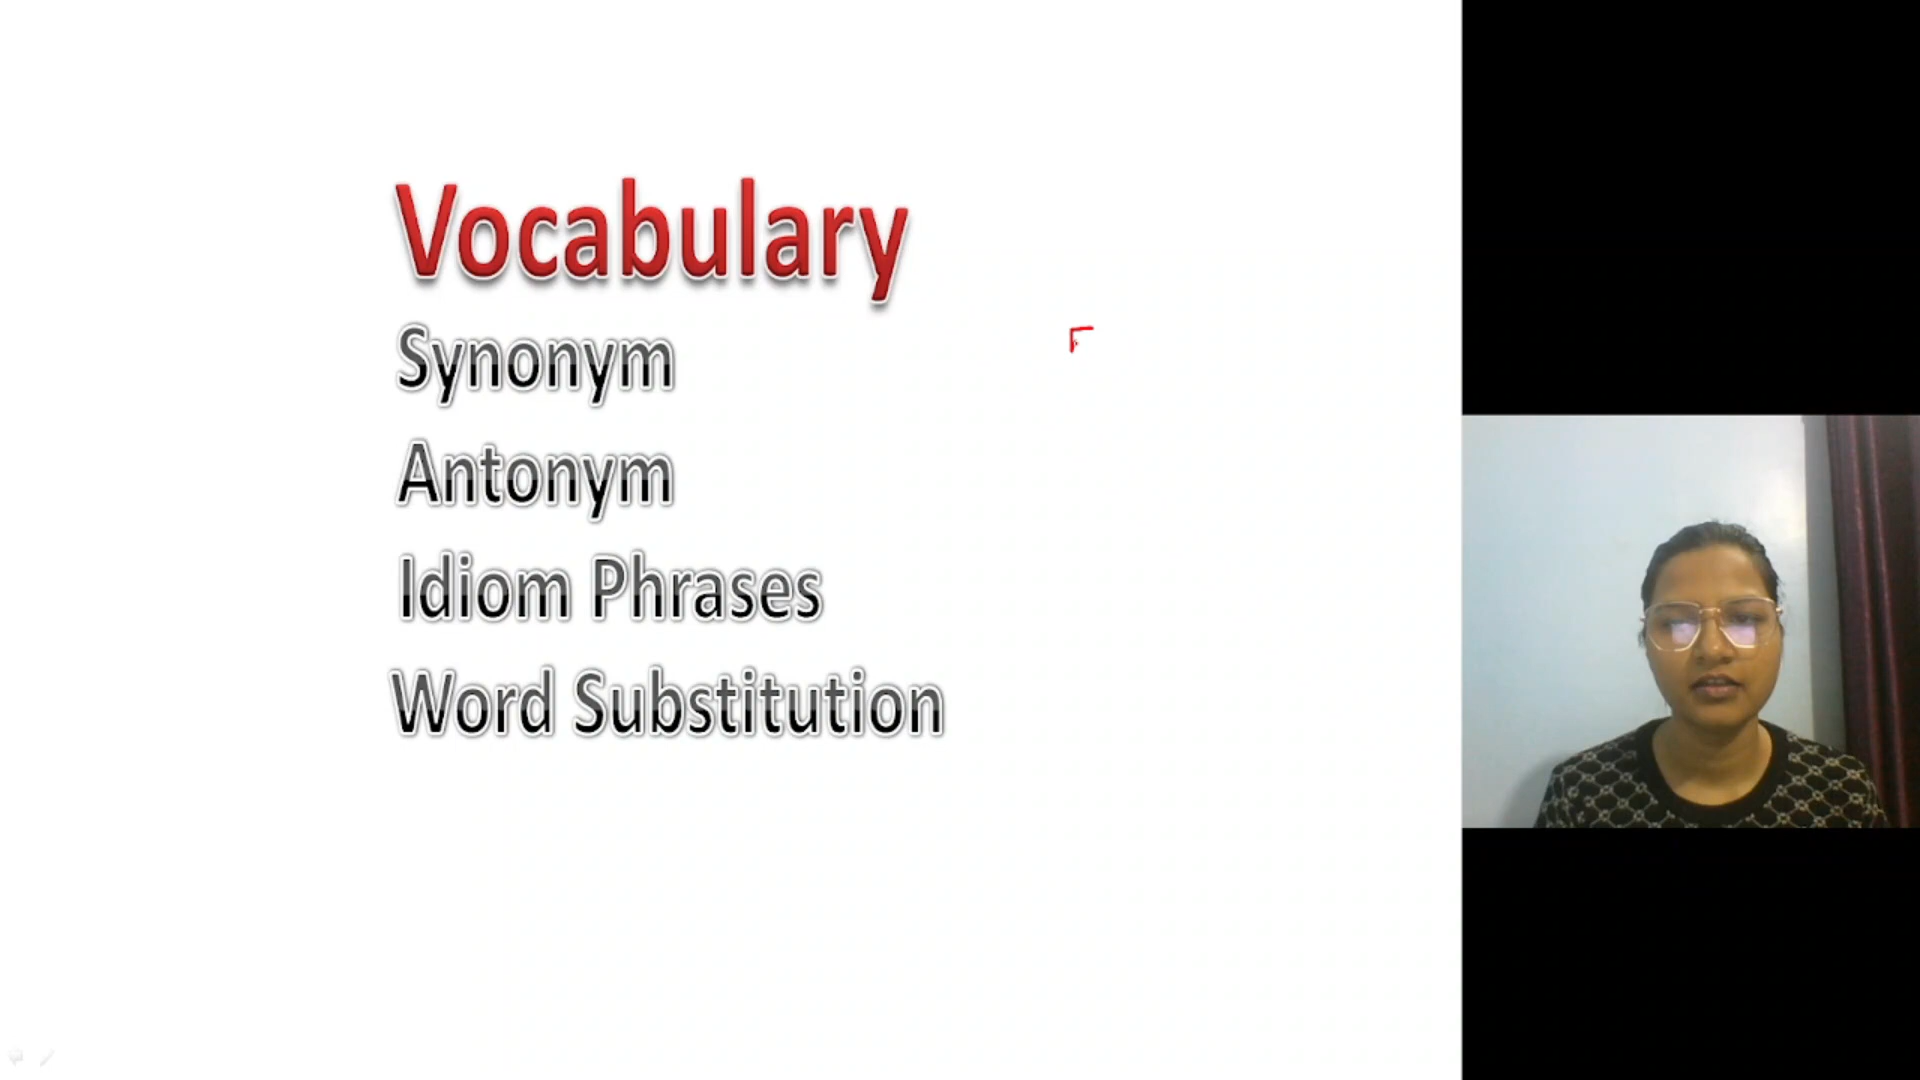 Vocabulary
Synonym
Antonym
Idiom Phrases
Word Substitution